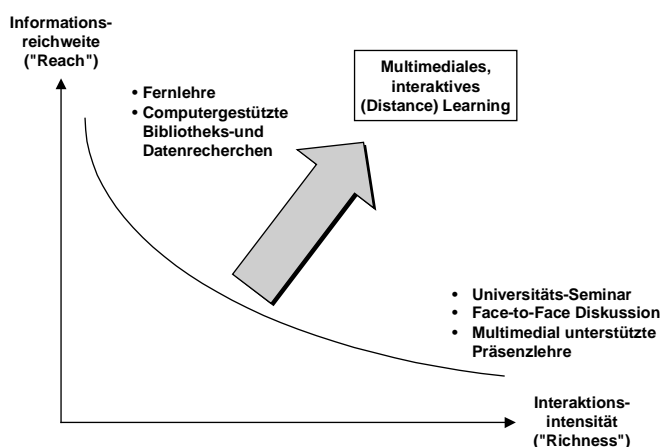 Informations-
reichweite
("Reach")
• Fernlehre
• Computergestützte
Bibliotheks-und
Datenrecherchen
Multimediales,
interaktives
(Distance) Learning
• Universitäts-Seminar
• Face-to-Face Diskussion
• Multimedial unterstützte
Präsenzlehre
Interaktions-
intensität
("Richness")